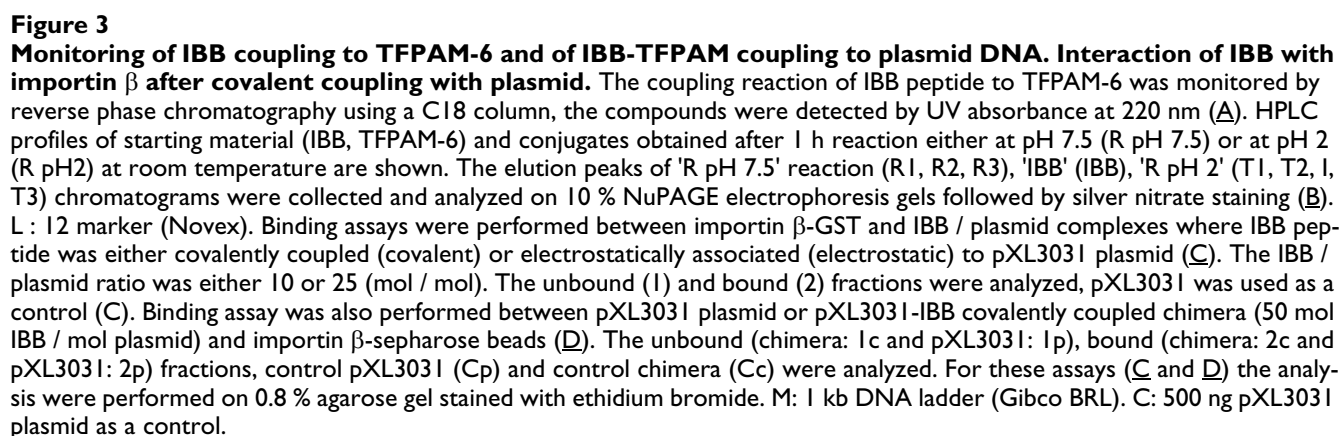 Figure 3
Monitoring of IBB coupling to TFPAM-6 and of IBB-TFPAM coupling to plasmid DNA. Interaction of IBB with
importin β after covalent coupling with plasmid. The coupling reaction of IBB peptide to TFPAM-6 was monitored by
reverse phase chromatography using a C18 column, the compounds were detected by UV absorbance at 220 nm (A). HPLC
profiles of starting material (IBB, TFPAM-6) and conjugates obtained after 1 h reaction either at pH 7.5 (R pH 7.5) or at pH 2
(R pH2) at room temperature are shown. The elution peaks of 'R pH 7.5' reaction (R1, R2, R3), 'IBB' (IBB), 'R pH 2' (T1, T2, I,
T3) chromatograms were collected and analyzed on 10 % NuPAGE electrophoresis gels followed by silver nitrate staining (B).
L : 12 marker (Novex). Binding assays were performed between importin β-GST and IBB / plasmid complexes where IBB pep-
tide was either covalently coupled (covalent) or electrostatically associated (electrostatic) to pXL3031 plasmid (C). The IBB /
plasmid ratio was either 10 or 25 (mol / mol). The unbound (1) and bound (2) fractions were analyzed, pXL3031 was used as a
control (C). Binding assay was also performed between pXL3031 plasmid or pXL3031-IBB covalently coupled chimera (50 mol
IBB / mol plasmid) and importin β-sepharose beads (D). The unbound (chimera: 1c and pXL3031: 1p), bound (chimera: 2c and
pXL3031: 2p) fractions, control pXL3031 (Cp) and control chimera (Cc) were analyzed. For these assays (C and D) the analy-
sis were performed on 0.8 % agarose gel stained with ethidium bromide. M: 1 kb DNA ladder (Gibco BRL). C: 500 ng pXL3031
plasmid as a control.